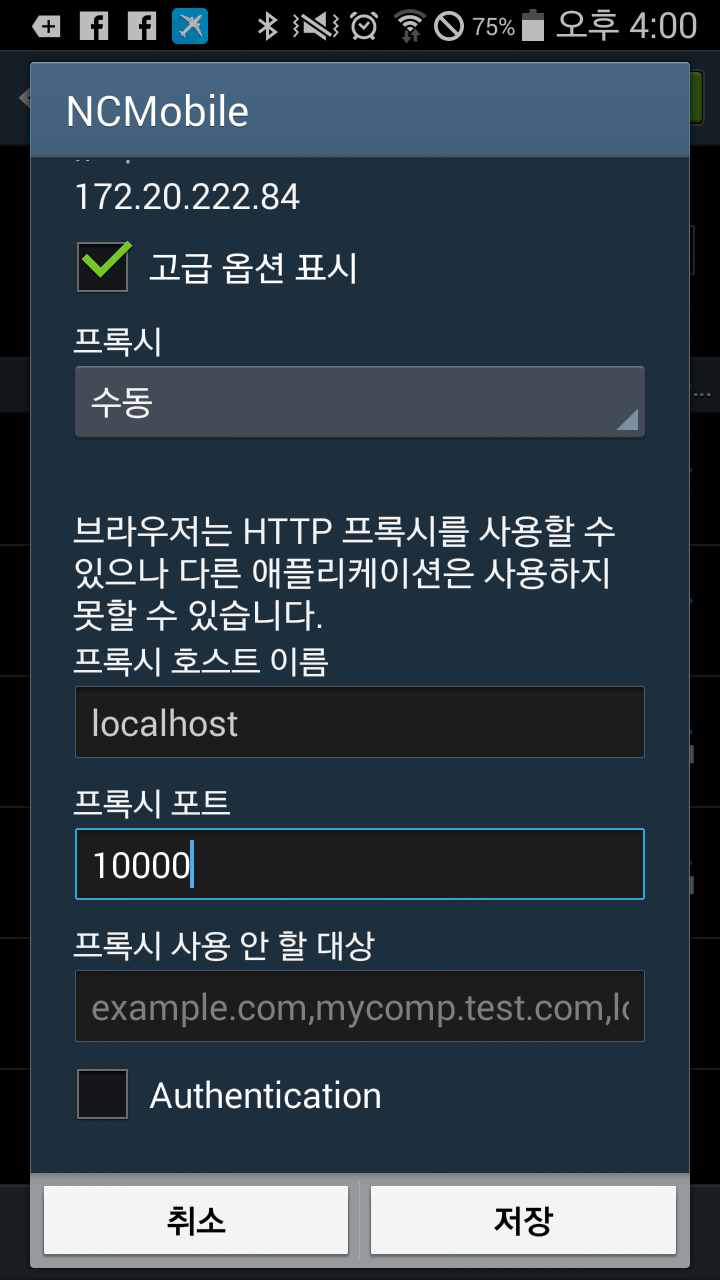 75% 오후 4:00
NCMobile
172.20.222.84
고급 옵션 표시
프록시
수동
브라우저는 HTTP 프록시를 사용할 수
있으나 다른 애플리케이션은 사용하지
못할 수 있습니다.
프록시 호스트 이름
localhost
프록시 포트
10000
프록시 사용 안 할 대상
example.com,mycomp.test.com,lo
Authentication
취소
저장